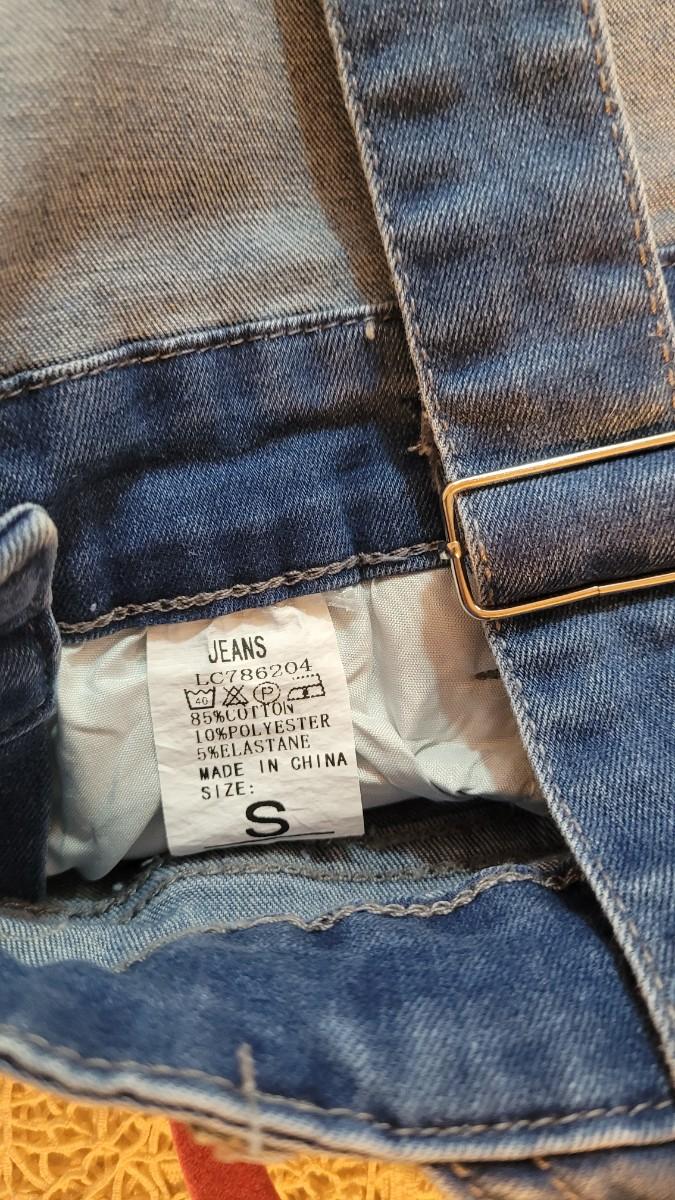 JEANS
LC786204
40 P
85%COTTON
10%POLYESTER
5%ELASTANE
MADE IN CHINA
SIZE:
S